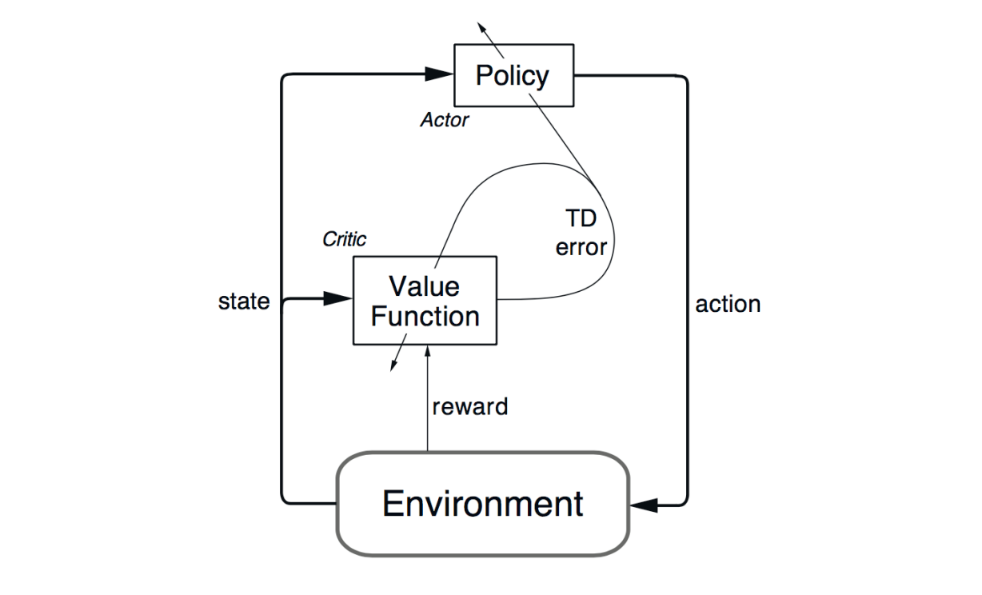 Policy
Actor
TD
error
Critic
Value
Function
state
action
reward
Environment